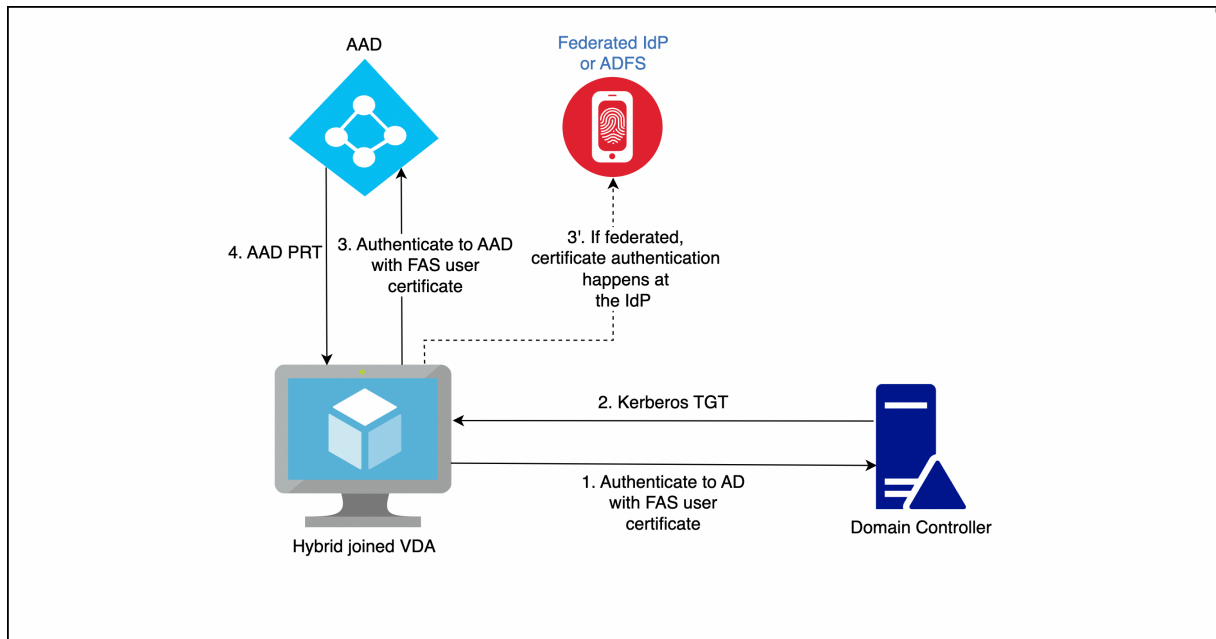 AAD
Federated IdP
or ADFS
4. AAD PRT
3. Authenticate to AAD
with FAS user
certificate
3'. If federated,
certificate authentication
happens at
the IdP
2. Kerberos TGT
1. Authenticate to AD
with FAS user
certificate
Hybrid joined VDA
Domain Controller